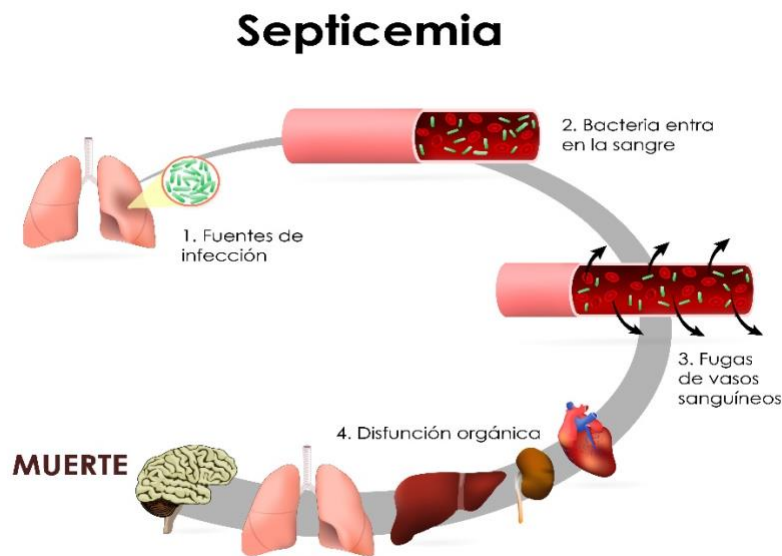 Septicemia
2. Bacteria entra
en la sangre
1. Fuentes de
infección
3. Fugas
de vasos
sanguíneos
4. Disfunción orgánica
MUERTE